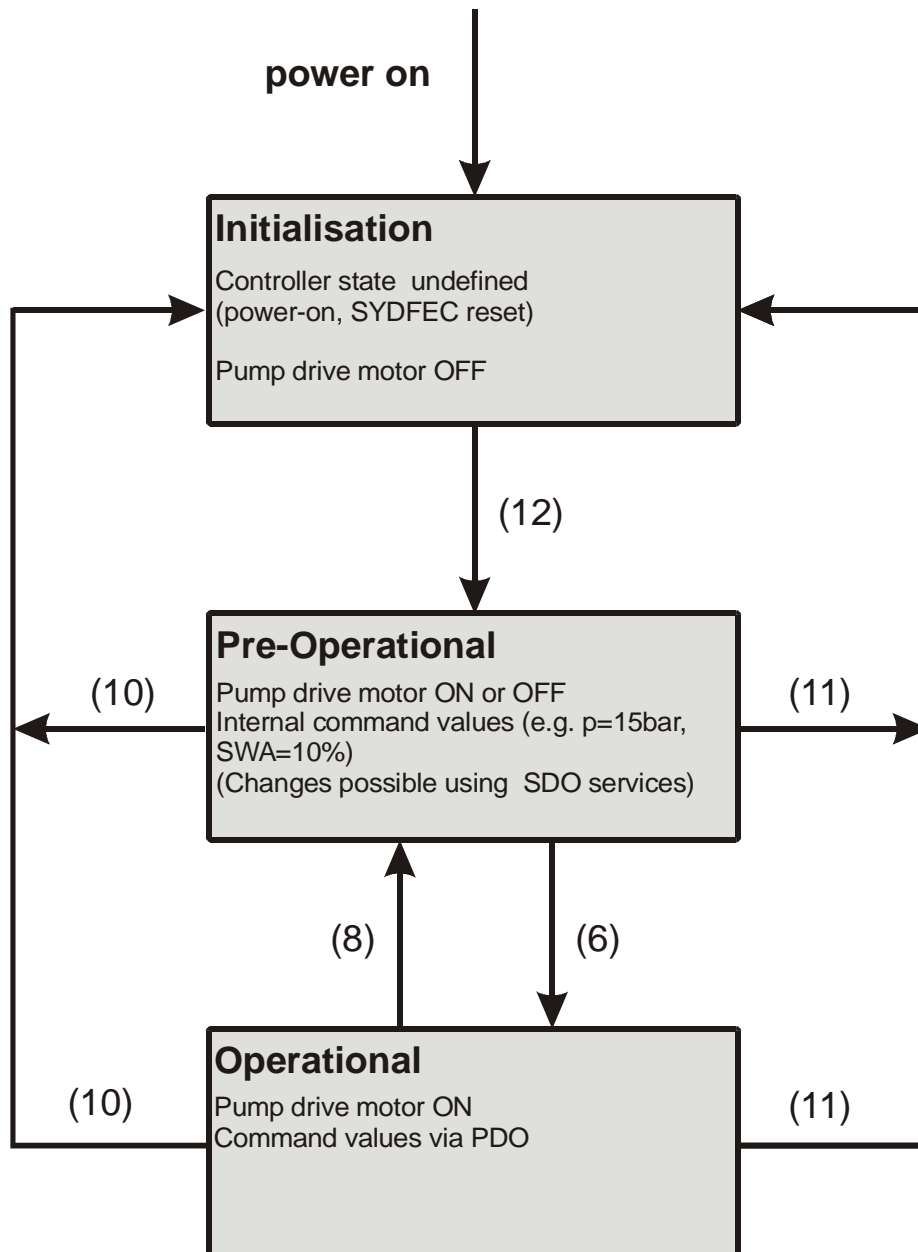 power on
Initialisation
Controller state undefined
(power-on, SYDFEC reset)
Pump drive motor OFF
(12)
Pre-Operational
(10)
Pump drive motor ON or OFF
(11)
Internal command values (e.g. p=15bar,
SWA=10%)
(Changes possible using SDO services)
(8)
(6)
Operational
(10)
Pump drive motor ON
(11)
Command values via PDO